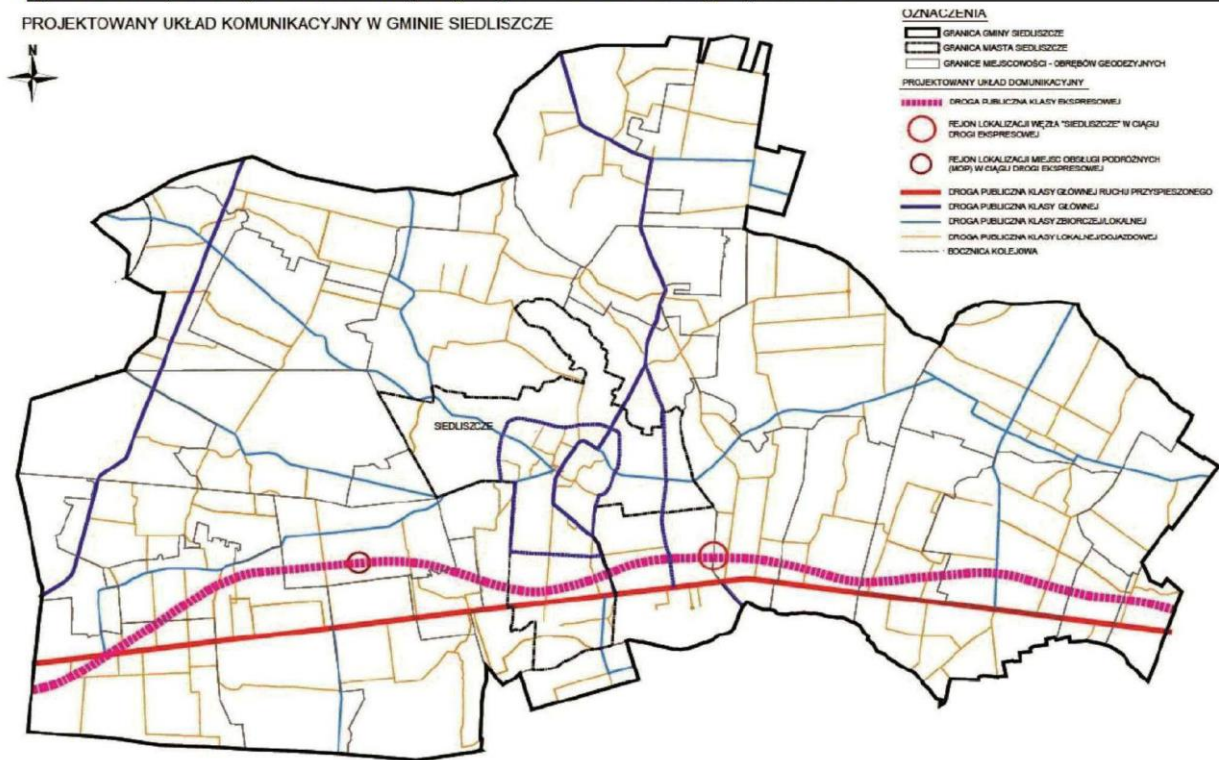 PROJEKTOWANY UKŁAD KOMUNIKACYJNY W GMINIE SIEDLISZCZE
N
SIEDLISZCZE
OZNACZENIA
GRANICA GMINY SIEDLISZCZE
GRANICA MIASTA SIEDLISZCZE
GRANICE MIEJSCOWOŚCI - OBRĘBÓW GEODEZYJNYCH
PROJEKTOWANY UKŁAD DOMUNIKACYJNY
DROGA PUBLICZNA KLASY EKSPRESOWEJ
REJON LOKALIZACJI WĘZŁA "SIEDLISZCZE" W CIĄGU
DROGI EKSPRESOWEJ
REJON LOKALIZACJI MIEJSC OBSŁUGI PODRÓŻNYCH
(MOP) W CIĄGU DROGI EKSPRESOWEJ
DROGA PUBLICZNA KLASY GŁÓWNEJ RUCHU PRZYSPIESZONEGO
DROGA PUBLICZNA KLASY GŁÓWNEJ
DROGA PUBLICZNA KLASY ZBIORCZEJ/LOKALNEJ
DROGA PUBLICZNA KLASY LOKALNEJ/DOJAZDOWEJ
BOCZNICA KOLEJOWA